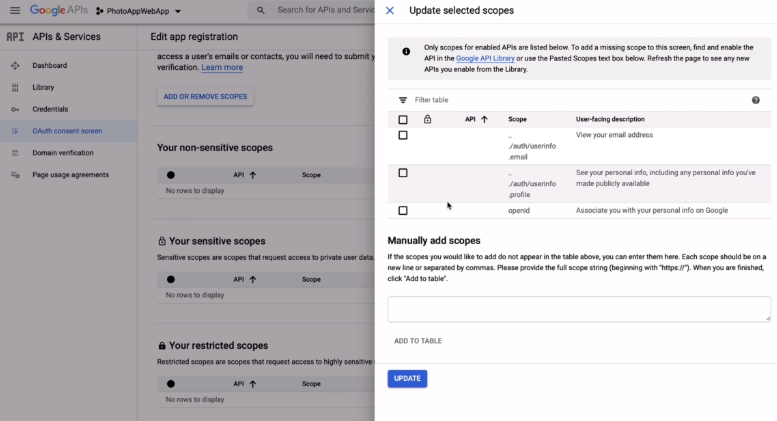 Google APIs PhotoAppWebApp
Search for APIs and Servic
API APIs & Services
Dashboard
Library
Credentials
OAuth consent screen
Domain verification
Page usage agreements
Edit app registration
access a user's emails or contacts, you will need to submit y
verification. Learn more
ADD OR REMOVE SCOPES
Your non-sensitive scopes
API Scope
No rows to display
Your sensitive scopes
Sensitive scopes are scopes that request access to private user data.
API Scope
No rows to display
Your restricted scopes
Restricted scopes are scopes that request access to highly sensitive
API Scope
No rows to display
Update selected scopes
Only scopes for enabled APIs are listed below. To add a missing scope to this screen, find and enable the
API in the Google API Library or use the Pasted Scopes text box below. Refresh the page to see any new
APIs you enable from the Library.
Filter table
API Scope User-facing description
.. View your email address
./auth/userinfo
.email
.. See your personal info, including any personal info you've
./auth/userinfo made publicly available
.profile
openid Associate you with your personal info on Google
Manually add scopes
If the scopes you would like to add do not appear in the table above, you can enter them here. Each scope should be on a
new line or separated by commas. Please provide the full scope string (beginning with "https://"). When you are finished,
click "Add to table".
ADD TO TABLE
UPDATE